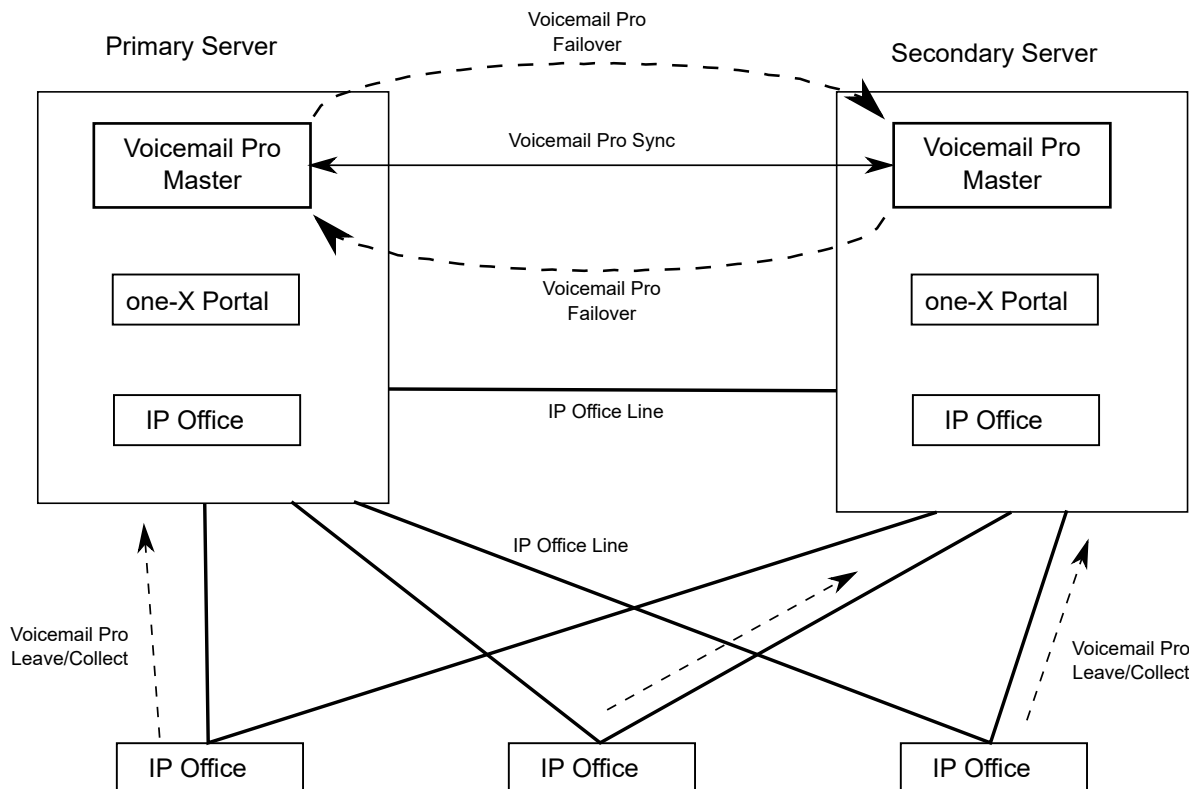 Voicemail Pro
Failover
Primary Server
Secondary Server
Voicemail Pro
Master
Voicemail Pro Sync
Voicemail Pro
Master
one-X Portal
Voicemail Pro
Failover
one-X Portal
IP Office
IP Office Line
IP Office
IP Office Line
Voicemail Pro
Leave/Collect
Voicemail Pro
Leave/Collect
IP Office
IP Office
IP Office